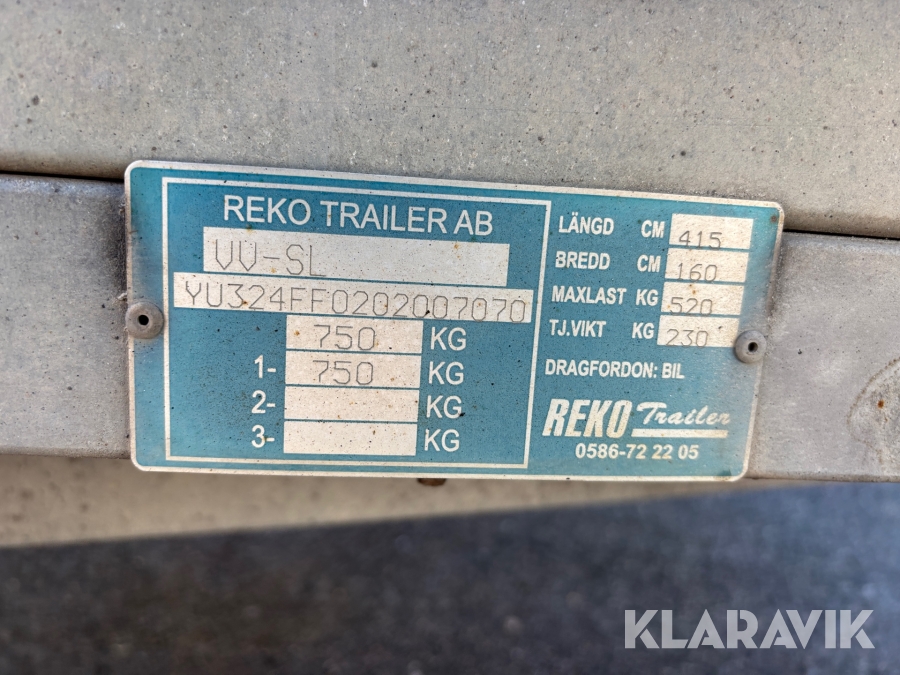 REKO TRAILER AB
VV-SL
YU324FF0202007070
750 KG
1- 750 KG
2- KG
3- KG
LÄNGD CM 415
BREDD CM 160
MAXLAST KG 520
TJ.VIKT KG 230
DRAGFORDON: BIL
REKO Trailer
0586-72 22 05
KLARAVIK